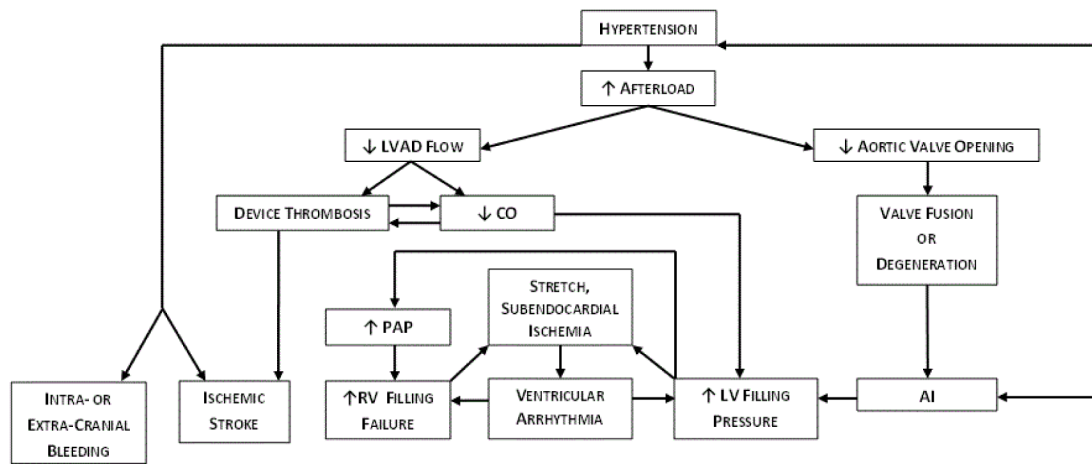 HYPERTENSION
↑ AFTERLOAD
↓ LVAD FLOW
↓ AORTIC VALVE OPENING
DEVICE THROMBOSIS
↓ CO
VALVE FUSION
OR
DEGENERATION
STRETCH,
SUBENDOCARDIAL
ISCHEMIA
↑ PAP
INTRA- OR
EXTRA-CRANIAL
BLEEDING
ISCHEMIC
STROKE
↑RV FILLING
FAILURE
VENTRICULAR
ARRHYTHMIA
↑ LV FILLING
PRESSURE
AI